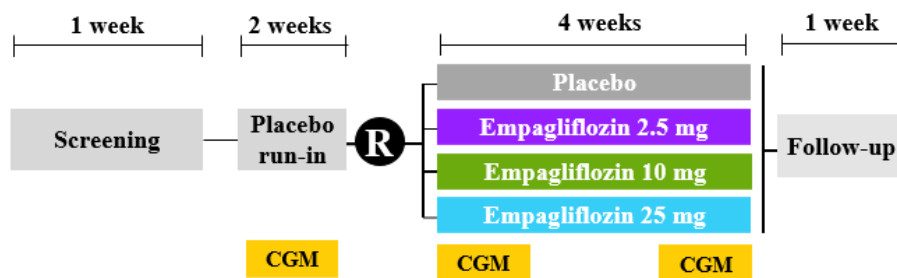 1 week
2 weeks
4 weeks
1 week
Screening
Placebo
run-in
R
Placebo
Empagliflozin 2.5 mg
Empagliflozin 10 mg
Empagliflozin 25 mg
Follow-up
CGM
CGM
CGM